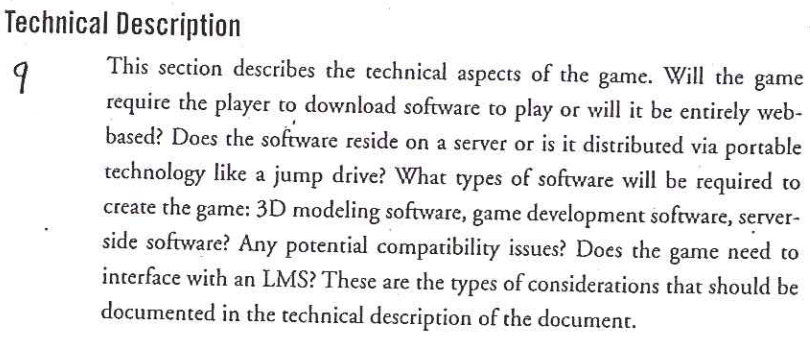 Technical Description
9
This section describes the technical aspects of the game. Will the game
require the player to download software to play or will it be entirely web-
based? Does the software reside on a server or is it distributed via portable
technology like a jump drive? What types of software will be required to
create the game: 3D modeling software, game development software, server-
side software? Any potential compatibility issues? Does the game need to
interface with an LMS? These are the types of considerations that should be
documented in the technical description of the document.